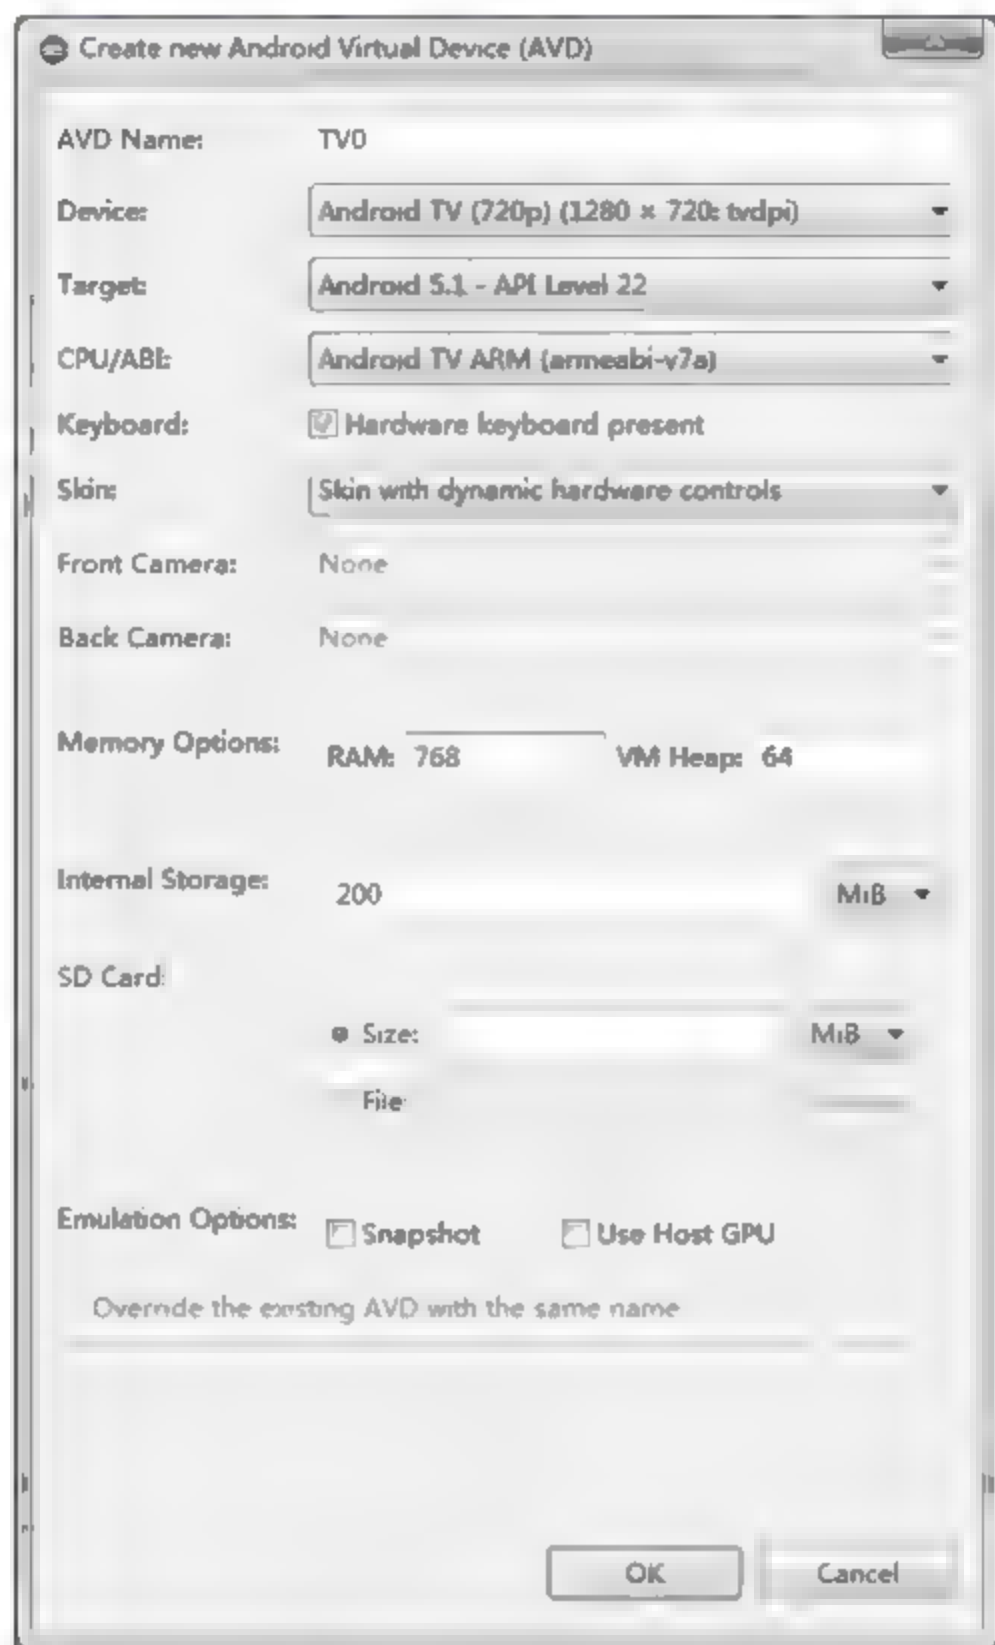 Create new Android Virtual Device (AVD)
AVD Name: TV0
Device: Android TV (720p) (1280 × 720: tvdpi)
Target: Android 5.1 - API Level 22
CPU/ABI: Android TV ARM (armeabi-v7a)
Keyboard: Hardware keyboard present
Skin: Skin with dynamic hardware controls
Front Camera: None
Back Camera: None
Memory Options: RAM: 768 VM Heap: 64
Internal Storage: 200 MiB
SD Card:
Size: MiB
File:
Emulation Options: Snapshot Use Host GPU
Override the existing AVD with the same name
OK Cancel